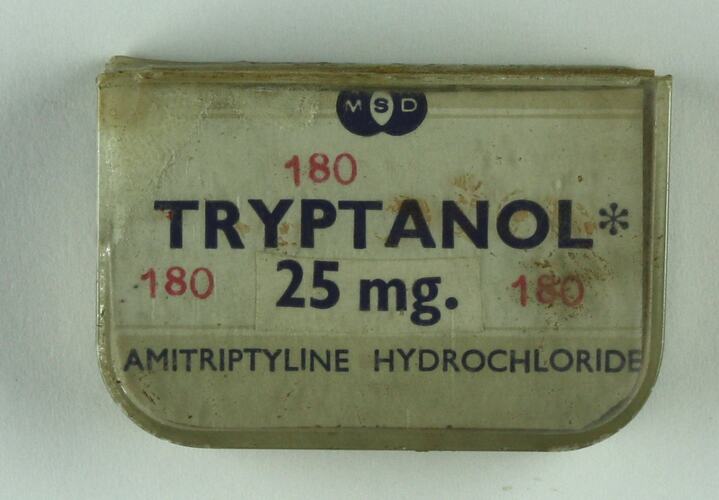 MSD
180
TRYPTANOL*
180 25 mg. 180
AMITRIPTYLINE HYDROCHLORIDE